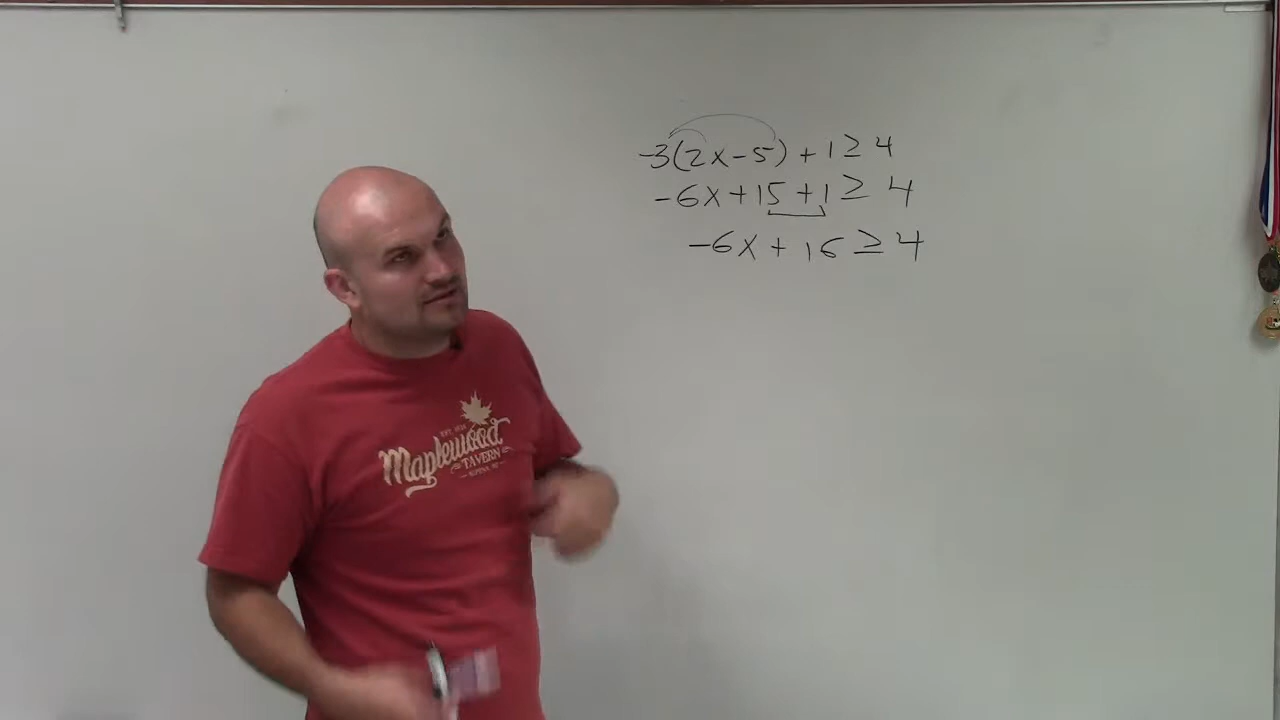 -3(2x-5)+1≥4
-6x+15+1≥4
-6x+16≥4
Maplewood
TAVERN